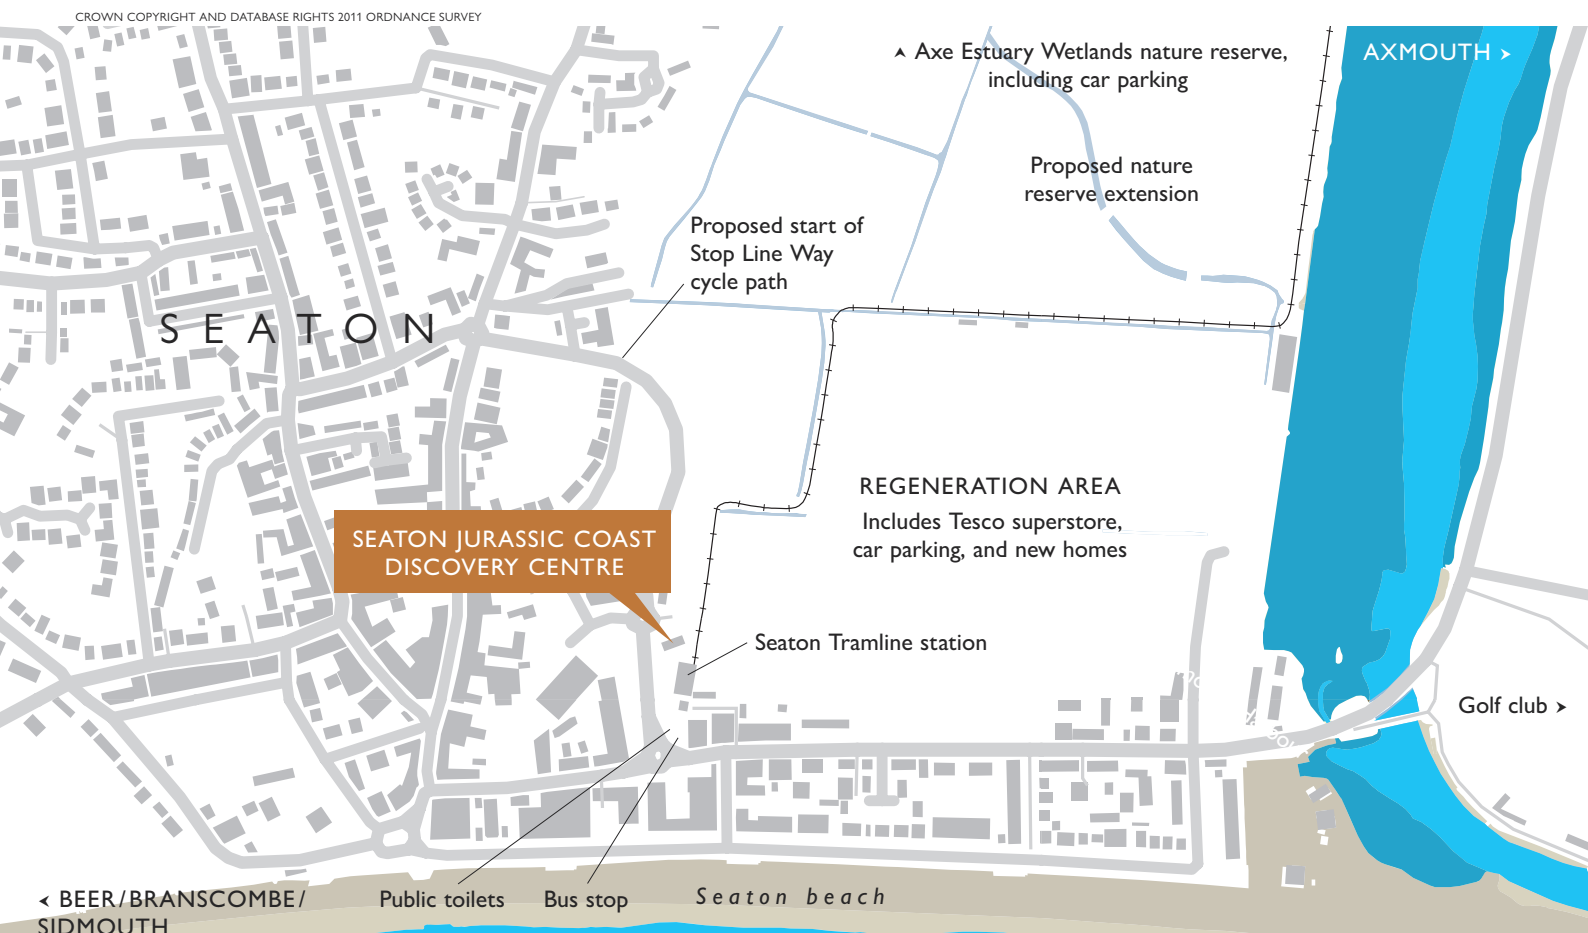 CROWN COPYRIGHT AND DATABASE RIGHTS 2011 ORDNANCE SURVEY
Axe Estuary Wetlands nature reserve,
including car parking
AXMOUTH
Proposed nature
reserve extension
Proposed start of
Stop Line Way
cycle path
SEATON
REGENERATION AREA
Includes Tesco superstore,
car parking, and new homes
SEATON JURASSIC COAST
DISCOVERY CENTRE
Seaton Tramline station
Golf club
BEER/BRANSCOMBE/
SIDMOUTH
Public toilets
Bus stop
Seaton beach